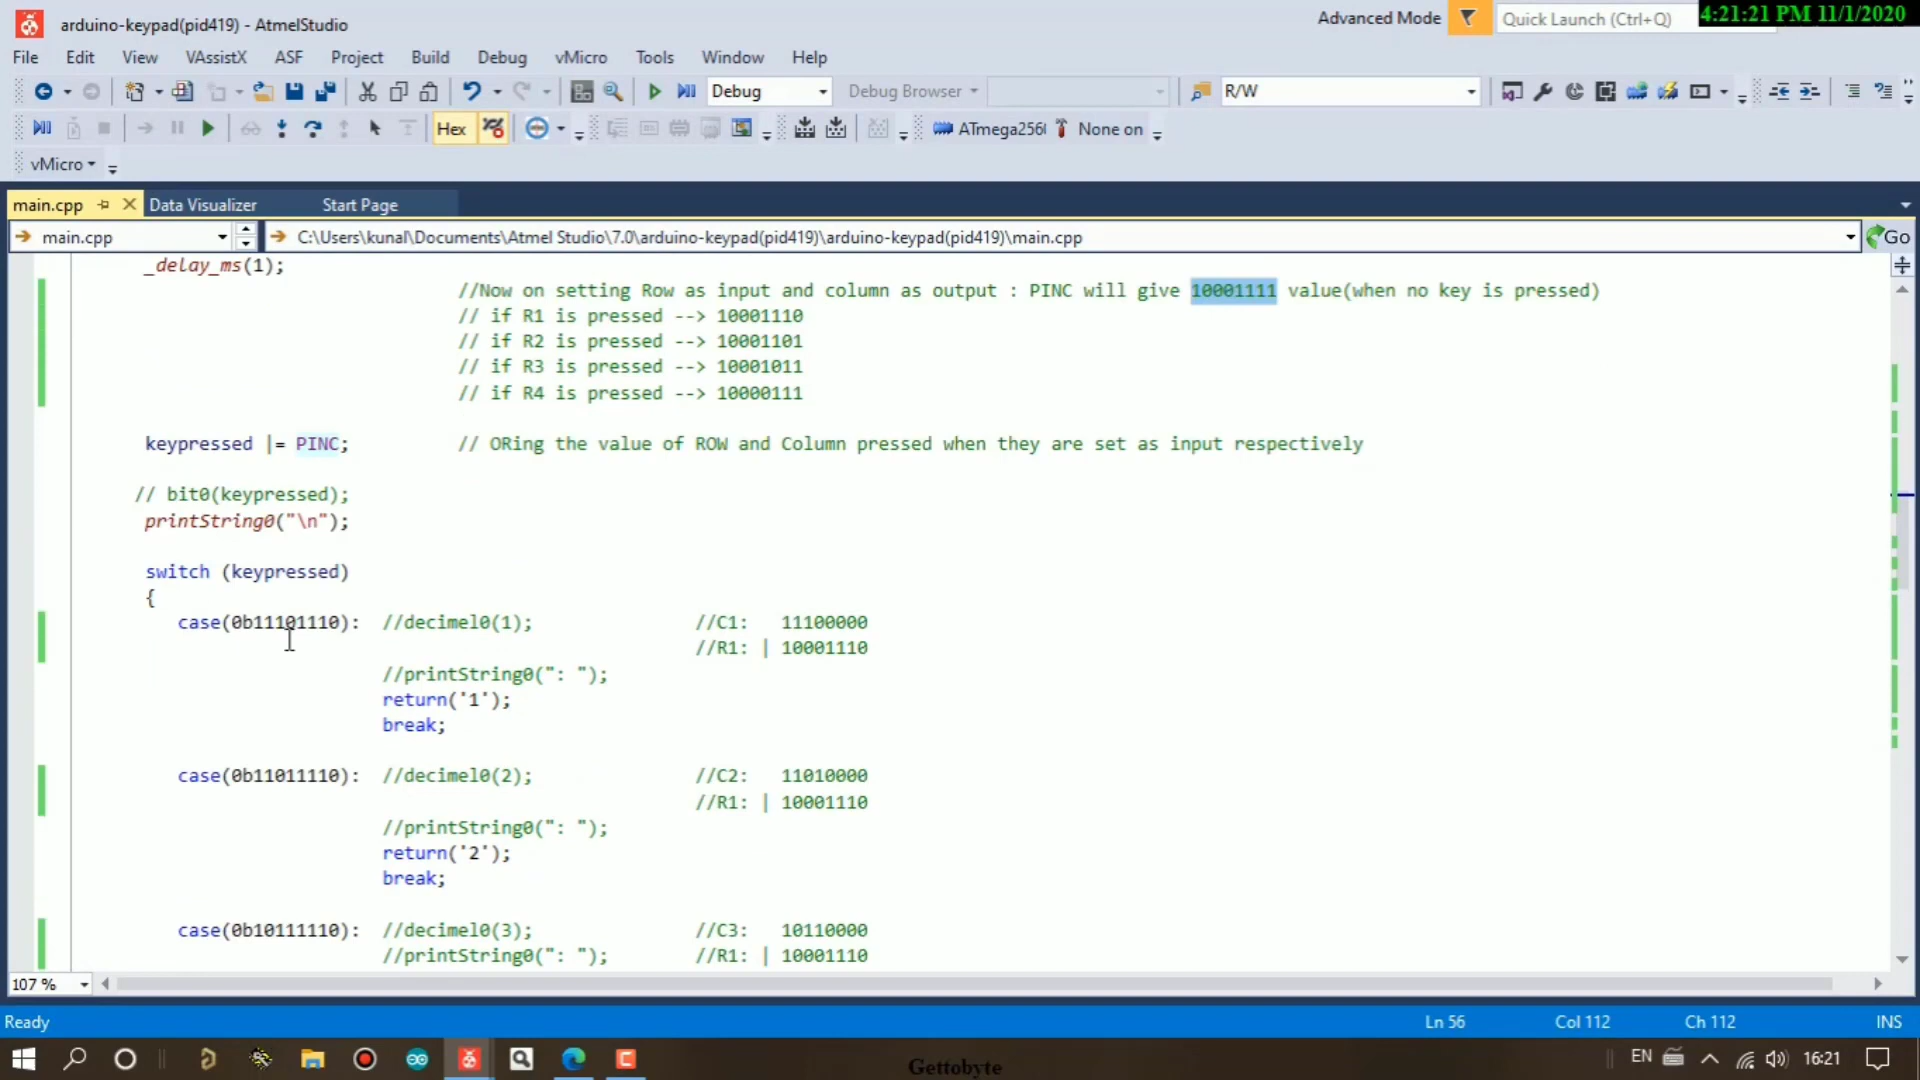 arduino-keypad(pid419) - AtmelStudio
Advanced Mode
Quick Launch (Ctrl+Q)
4:21:21 PM 11/1/2020
File Edit View VAssistX ASF Project Build Debug vMicro Tools Window Help
Debug Debug Browser R/W
Hex ATmega256 None on
vMicro
main.cpp Data Visualizer Start Page
main.cpp C:\Users\kunal\Documents\Atmel Studio\7.0\arduino-keypad(pid419)\arduino-keypad(pid419)\main.cpp Go
_delay_ms(1);
//Now on setting Row as input and column as output : PINC will give 10001111 value(when no key is pressed)
// if R1 is pressed --> 10001110
// if R2 is pressed --> 10001101
// if R3 is pressed --> 10001011
// if R4 is pressed --> 10000111
keypressed |= PINC; // ORing the value of ROW and Column pressed when they are set as input respectively
// bit0(keypressed);
printString0("\n");
switch (keypressed)
{
case(0b11101110): //decimel0(1); //C1: 11100000
//R1: | 10001110
//printString0(": ");
return('1');
break;
case(0b11011110): //decimel0(2); //C2: 11010000
//R1: | 10001110
//printString0(": ");
return('2');
break;
case(0b10111110): //decimel0(3); //C3: 10110000
//printString0(": "); //R1: | 10001110
107 %
Ready Ln 56 Col 112 Ch 112 INS
EN 16:21
Gettobyte